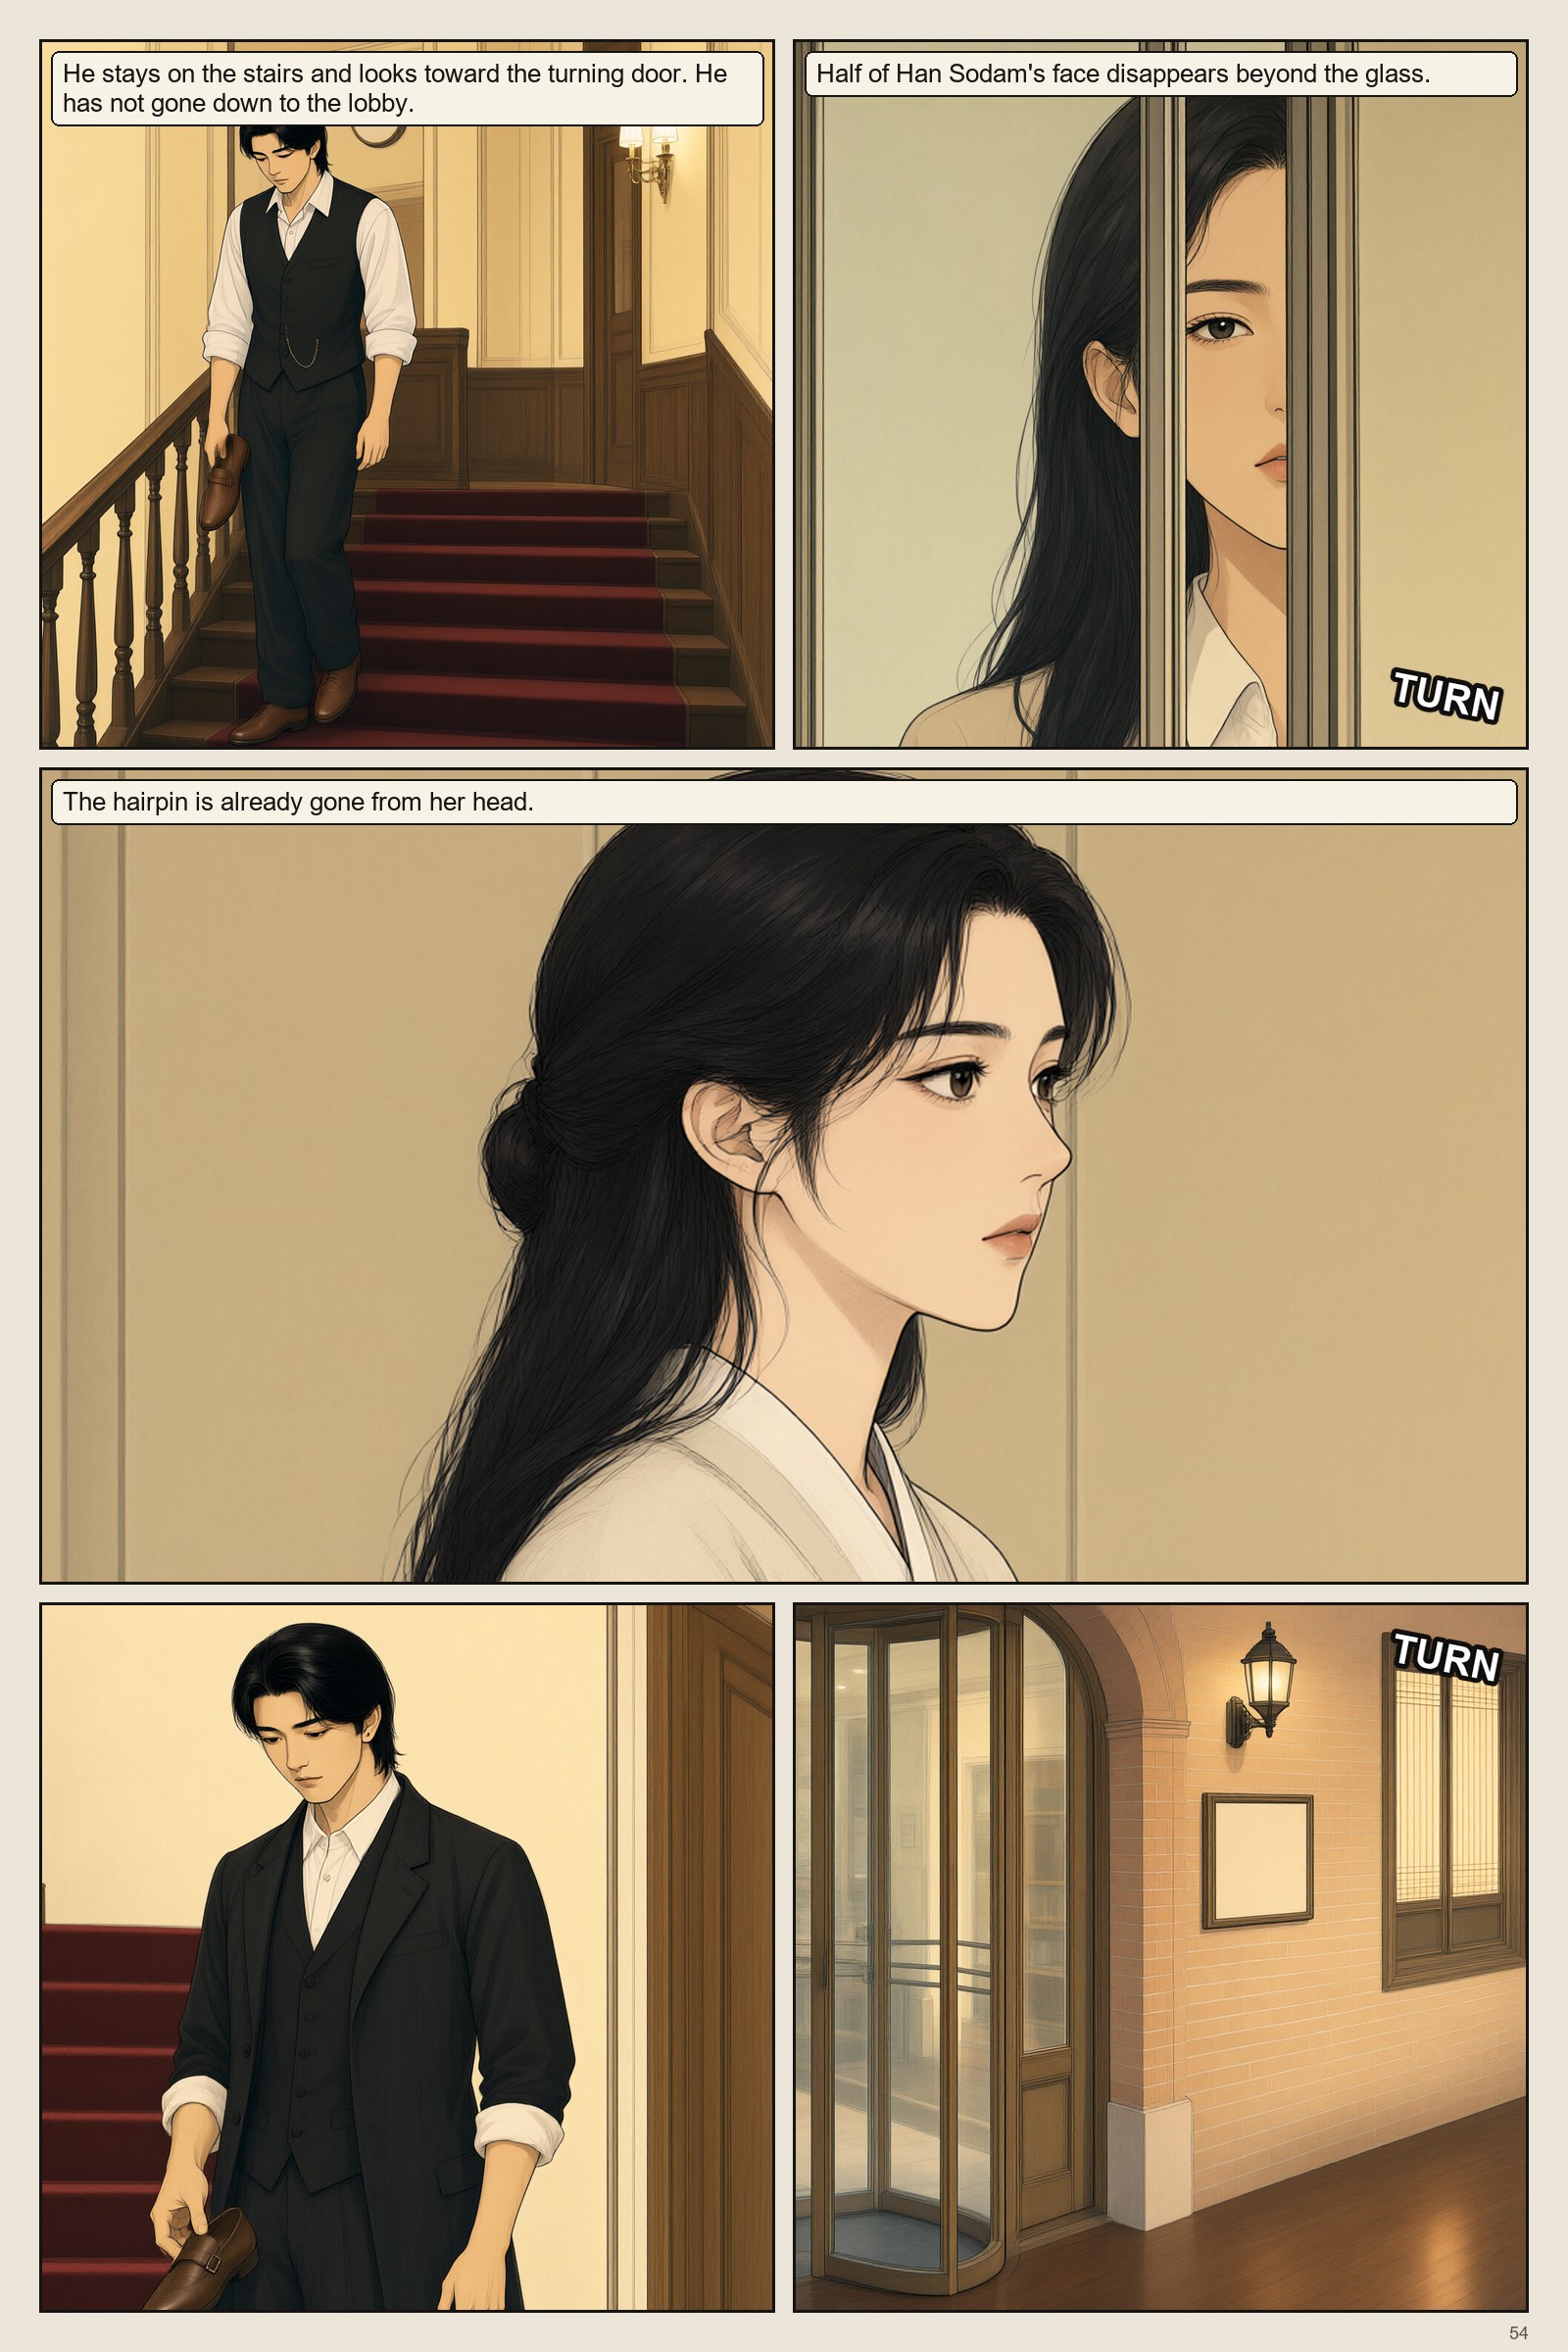 He stays on the stairs and looks toward the turning door. He
has not gone down to the lobby.
Half of Han Sodam's face disappears beyond the glass.
TURN
The hairpin is already gone from her head.
TURN
54